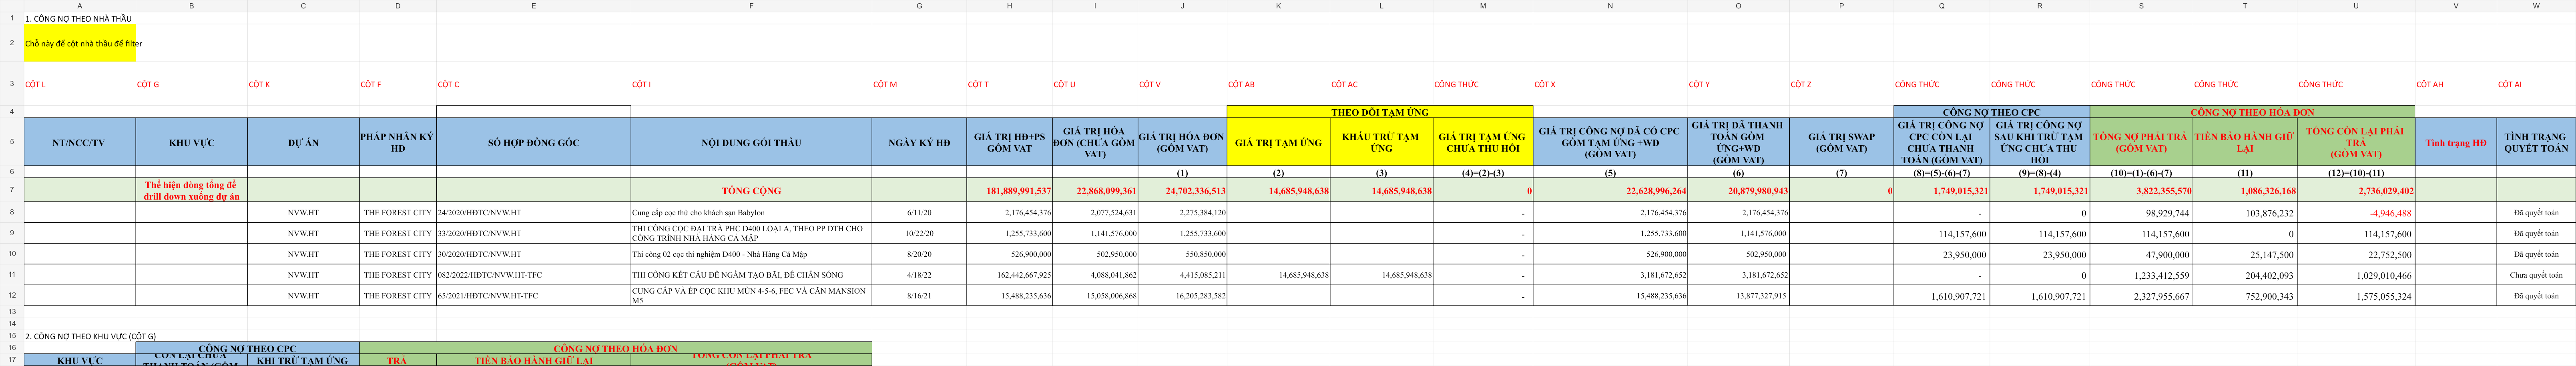 A B C D E F G H I J K L M N O P Q R S T U V W
1 1. CÔNG NỢ THEO NHÀ THẦU
2 Chỗ này để cột nhà thầu để filter
3 CỘT L CỘT G CỘT K CỘT F CỘT C CỘT I CỘT M CỘT T CỘT U CỘT V CỘT AB CỘT AC CÔNG THỨC CỘT X CỘT Y CỘT Z CÔNG THỨC CÔNG THỨC CÔNG THỨC CÔNG THỨC CÔNG THỨC CỘT AH CỘT AI
4 THEO DÕI TẠM ỨNG CÔNG NỢ THEO CPC CÔNG NỢ THEO HÓA ĐƠN
5 NT/NCC/TV KHU VỰC DỰ ÁN PHÁP NHÂN KÝ HĐ SỐ HỢP ĐỒNG GỐC NỘI DUNG GÓI THẦU NGÀY KÝ HĐ GIÁ TRỊ HĐ+PS GỒM VAT GIÁ TRỊ HÓA ĐƠN (CHƯA GỒM VAT) GIÁ TRỊ HÓA ĐƠN (GỒM VAT) GIÁ TRỊ TẠM ỨNG KHẤU TRỪ TẠM ỨNG GIÁ TRỊ TẠM ỨNG CHƯA THU HỒI GIÁ TRỊ CÔNG NỢ ĐÃ CÓ CPC GỒM TẠM ỨNG +WD (GỒM VAT) GIÁ TRỊ ĐÃ THANH TOÁN GỒM ỨNG+WD (GỒM VAT) GIÁ TRỊ SWAP (GỒM VAT) GIÁ TRỊ CÔNG NỢ CPC CÒN LẠI CHƯA THANH TOÁN (GỒM VAT) GIÁ TRỊ CÔNG NỢ SAU KHI TRỪ TẠM ỨNG CHƯA THU HỒI TỔNG NỢ PHẢI TRẢ (GỒM VAT) TIỀN BẢO HÀNH GIỮ LẠI TỔNG CÒN LẠI PHẢI TRẢ (GỒM VAT) Tình trạng HĐ TÌNH TRẠNG QUYẾT TOÁN
6 (1) (2) (3) (4)=(2)-(3) (5) (6) (7) (8)=(5)-(6)-(7) (9)=(8)-(4) (10)=(1)-(6)-(7) (11) (12)=(10)-(11)
7 Thể hiện dòng tổng để drill down xuống dự án TỔNG CỘNG 181,889,991,537 22,868,099,361 24,702,336,513 14,685,948,638 14,685,948,638 0 22,628,996,264 20,879,980,943 0 1,749,015,321 1,749,015,321 3,822,355,570 1,086,326,168 2,736,029,402
8 NVW.HT THE FOREST CITY 24/2020/HĐTC/NVW.HT Cung cấp cọc thử cho khách sạn Babylon 6/11/20 2,176,454,376 2,077,524,631 2,275,384,120 - 2,176,454,376 2,176,454,376 - 0 98,929,744 103,876,232 -4,946,488 Đã quyết toán
9 NVW.HT THE FOREST CITY 33/2020/HĐTC/NVW.HT THI CÔNG CỌC ĐẠI TRÀ PHC D400 LOẠI A, THEO PP DTH CHO CÔNG TRÌNH NHÀ HÀNG CÁ MẬP 10/22/20 1,255,733,600 1,141,576,000 1,255,733,600 - 1,255,733,600 1,141,576,000 114,157,600 114,157,600 114,157,600 0 114,157,600 Đã quyết toán
10 NVW.HT THE FOREST CITY 30/2020/HĐTC/NVW.HT Thi công 02 cọc thí nghiệm D400 - Nhà Hàng Cá Mập 8/20/20 526,900,000 502,950,000 550,850,000 - 526,900,000 502,950,000 23,950,000 23,950,000 47,900,000 25,147,500 22,752,500 Đã quyết toán
11 NVW.HT THE FOREST CITY 082/2022/HĐTC/NVW.HT-TFC THI CÔNG KẾT CẤU ĐÊ NGẦM TẠO BÃI, ĐÊ CHẮN SÓNG 4/18/22 162,442,667,925 4,088,041,862 4,415,085,211 14,685,948,638 14,685,948,638 - 3,181,672,652 3,181,672,652 - 0 1,233,412,559 204,402,093 1,029,010,466 Chưa quyết toán
12 NVW.HT THE FOREST CITY 65/2021/HĐTC/NVW.HT-TFC CUNG CẤP VÀ ÉP CỌC KHU MŨN 4-5-6, FEC VÀ CĂN MANSION M5 8/16/21 15,488,235,636 15,058,006,868 16,205,283,582 - 15,488,235,636 13,877,327,915 1,610,907,721 1,610,907,721 2,327,955,667 752,900,343 1,575,055,324 Đã quyết toán
13
14
15 2. CÔNG NỢ THEO KHU VỰC (CỘT G)
16 CÔNG NỢ THEO CPC CÔNG NỢ THEO HÓA ĐƠN
17 KHU VỰC CÒN LẠI CHƯA THANH TOÁN (GỒM KHI TRỪ TẠM ỨNG TRẢ TIỀN BẢO HÀNH GIỮ LẠI TỔNG CÒN LẠI PHẢI TRẢ (GỒM VAT)